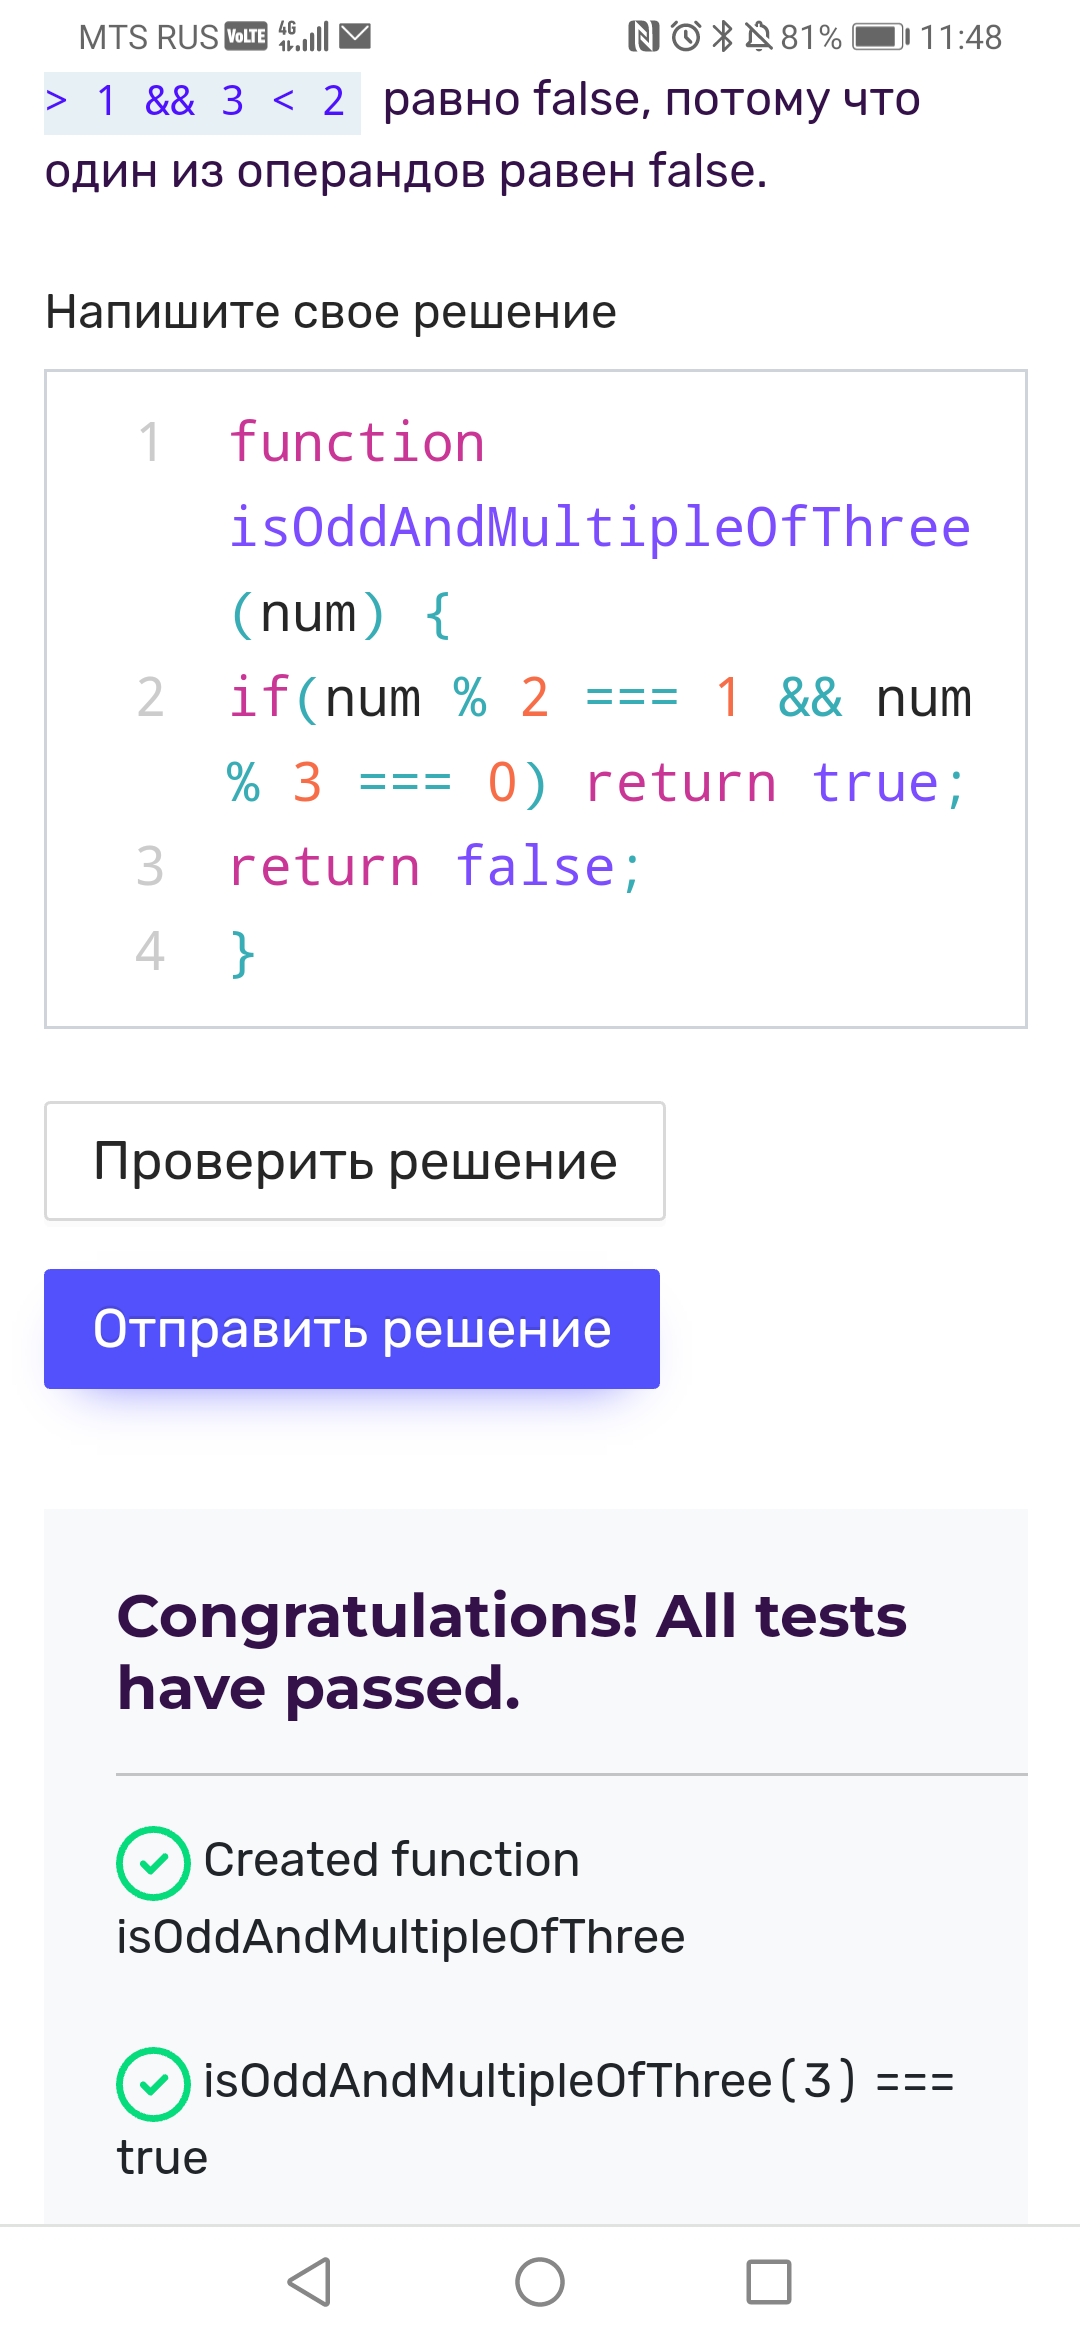 MTS RUS VoLTE 4G 81% 11:48
> 1 && 3 < 2 равно false, потому что
один из операндов равен false.
Напишите свое решение
1 function
isOddAndMultipleOfThree
(num) {
2 if(num % 2 === 1 && num
% 3 === 0) return true;
3 return false;
4 }
Проверить решение
Отправить решение
Congratulations! All tests
have passed.
Created function
isOddAndMultipleOfThree
isOddAndMultipleOfThree(3) ===
true